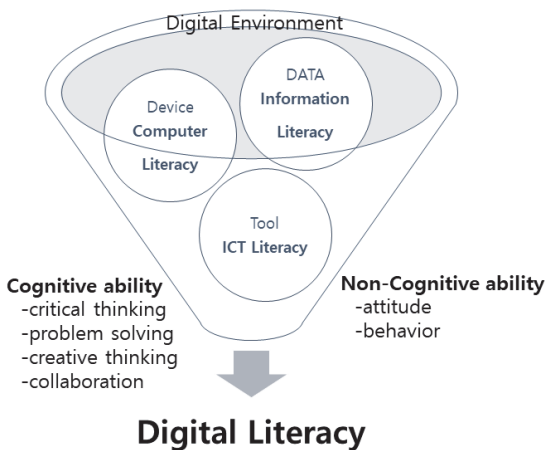 Digital Environment
DATA
Information
Literacy
Device
Computer
Literacy
Tool
ICT Literacy
Cognitive ability
-critical thinking
-problem solving
-creative thinking
-collaboration
Non-Cognitive ability
-attitude
-behavior
Digital Literacy